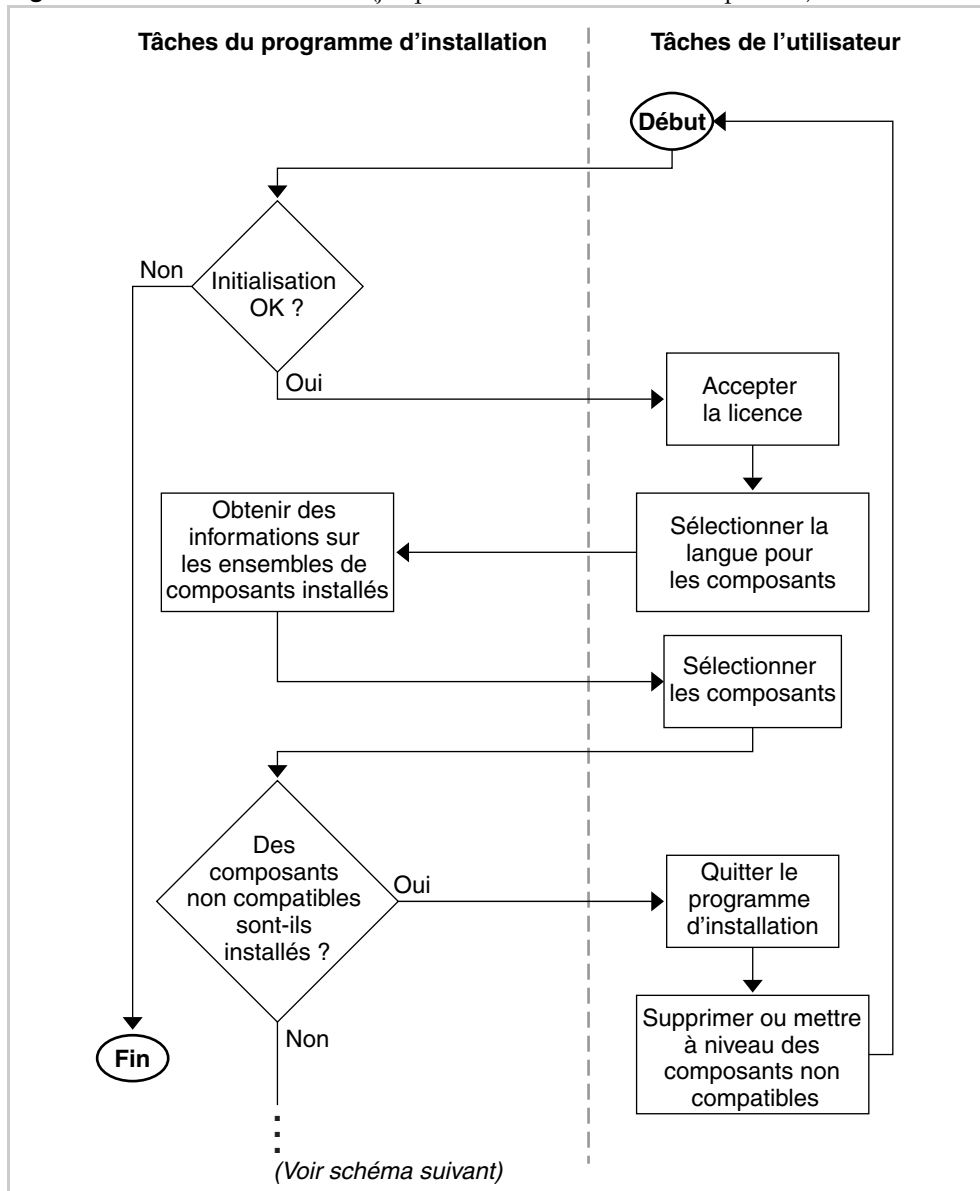 Tâches du programme d'installation
Tâches de l'utilisateur
Début
Non
Initialisation
OK ?
Oui
Accepter
la licence
Obtenir des
informations sur
les ensembles de
composants installés
Sélectionner la
langue pour
les composants
Sélectionner
les composants
Des
composants
non compatibles
sont-ils
installés ?
Oui
Quitter le
programme
d'installation
Non
Supprimer ou mettre
à niveau des
composants non
compatibles
Fin
(Voir schéma suivant)